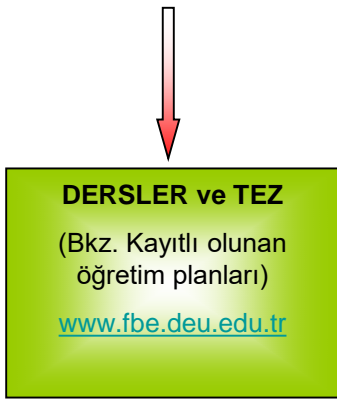 DERSLER ve TEZ
(Bkz. Kayıtlı olunan
öğretim planları)
www.fbe.deu.edu.tr